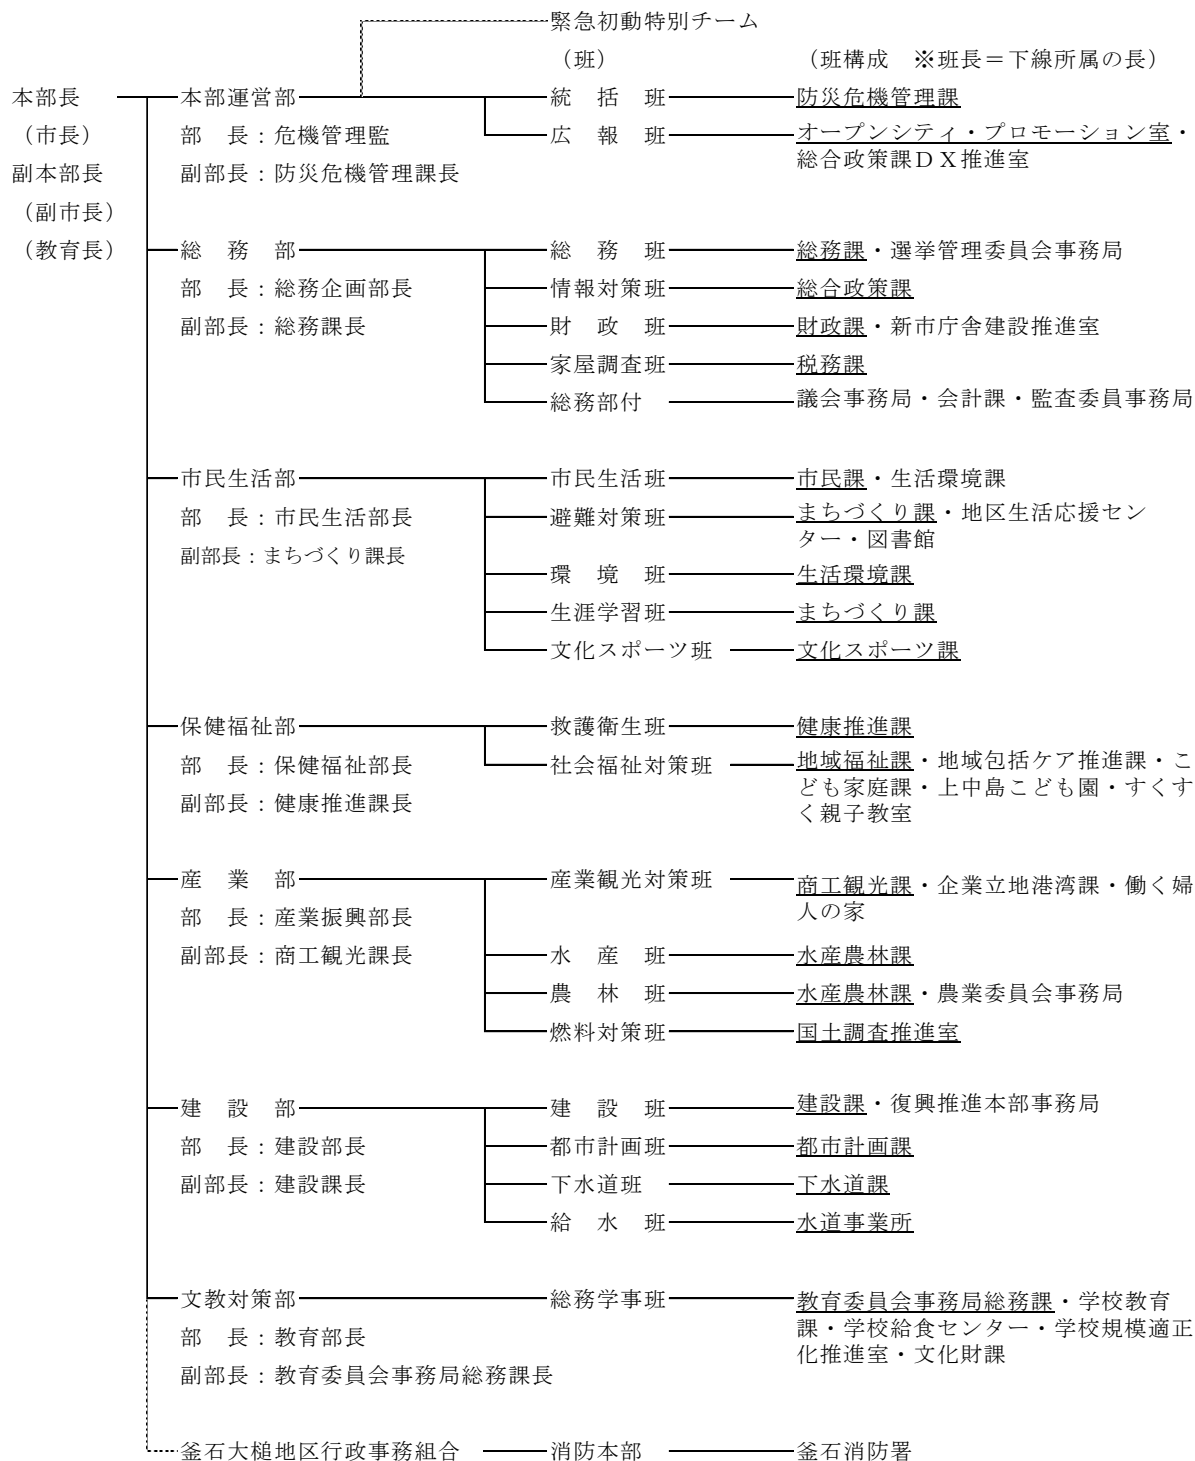 緊急初動特別チーム
（班） （班構成　※班長＝下線所属の長）
本部長 本部運営部 統　括　班 防災危機管理課
（市長） 部　長：危機管理監 広　報　班 オープンシティ・プロモーション室・
総合政策課ＤＸ推進室
副本部長 副部長：防災危機管理課長
（副市長）
（教育長） 総　務　部 総　務　班 総務課・選挙管理委員会事務局
部　長：総務企画部長 情報対策班 総合政策課
副部長：総務課長 財　政　班 財政課・新市庁舎建設推進室
家屋調査班 税務課
総務部付 議会事務局・会計課・監査委員事務局
市民生活部 市民生活班 市民課・生活環境課
部　長：市民生活部長 避難対策班 まちづくり課・地区生活応援セン
ター・図書館
副部長：まちづくり課長
環　境　班 生活環境課
生涯学習班 まちづくり課
文化スポーツ班 文化スポーツ課
保健福祉部 救護衛生班 健康推進課
部　長：保健福祉部長 社会福祉対策班 地域福祉課・地域包括ケア推進課・こ
ども家庭課・上中島こども園・すくす
副部長：健康推進課長 く親子教室
産　業　部 産業観光対策班 商工観光課・企業立地港湾課・働く婦
部　長：産業振興部長 人の家
副部長：商工観光課長 水　産　班 水産農林課
農　林　班 水産農林課・農業委員会事務局
燃料対策班 国土調査推進室
建　設　部 建　設　班 建設課・復興推進本部事務局
部　長：建設部長 都市計画班 都市計画課
副部長：建設課長 下水道班 下水道課
給　水　班 水道事業所
文教対策部 総務学事班 教育委員会事務局総務課・学校教育
部　長：教育部長 課・学校給食センター・学校規模適正
化推進室・文化財課
副部長：教育委員会事務局総務課長
釜石大槌地区行政事務組合 消防本部 釜石消防署